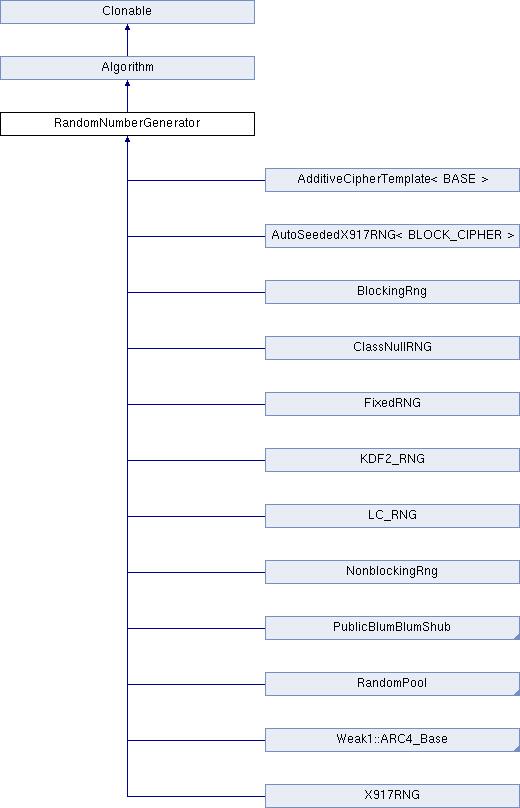 Clonable
Algorithm
RandomNumberGenerator
AdditiveCipherTemplate< BASE >
AutoSeededX917RNG< BLOCK_CIPHER >
BlockingRng
ClassNullRNG
FixedRNG
KDF2_RNG
LC_RNG
NonblockingRng
PublicBlumBlumShub
RandomPool
Weak1::ARC4_Base
X917RNG